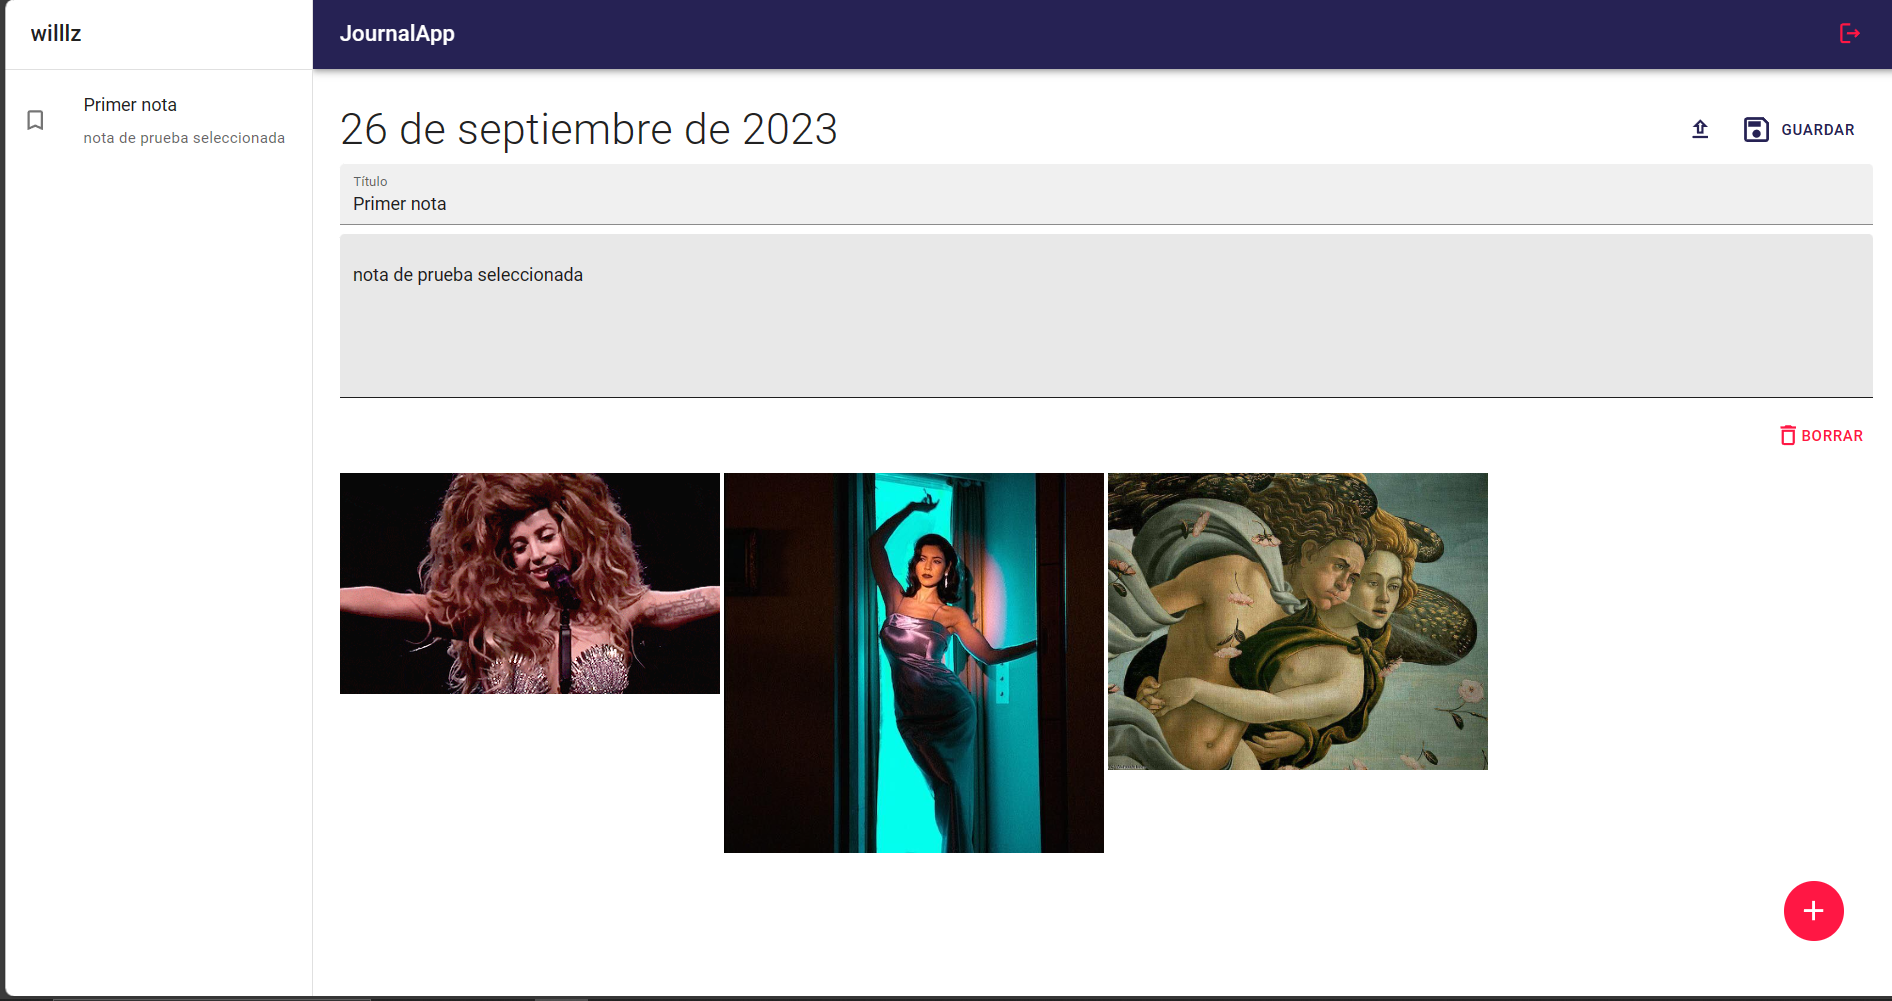 willlz
JournalApp
Primer nota
nota de prueba seleccionada
26 de septiembre de 2023
GUARDAR
Título
Primer nota
nota de prueba seleccionada
BORRAR